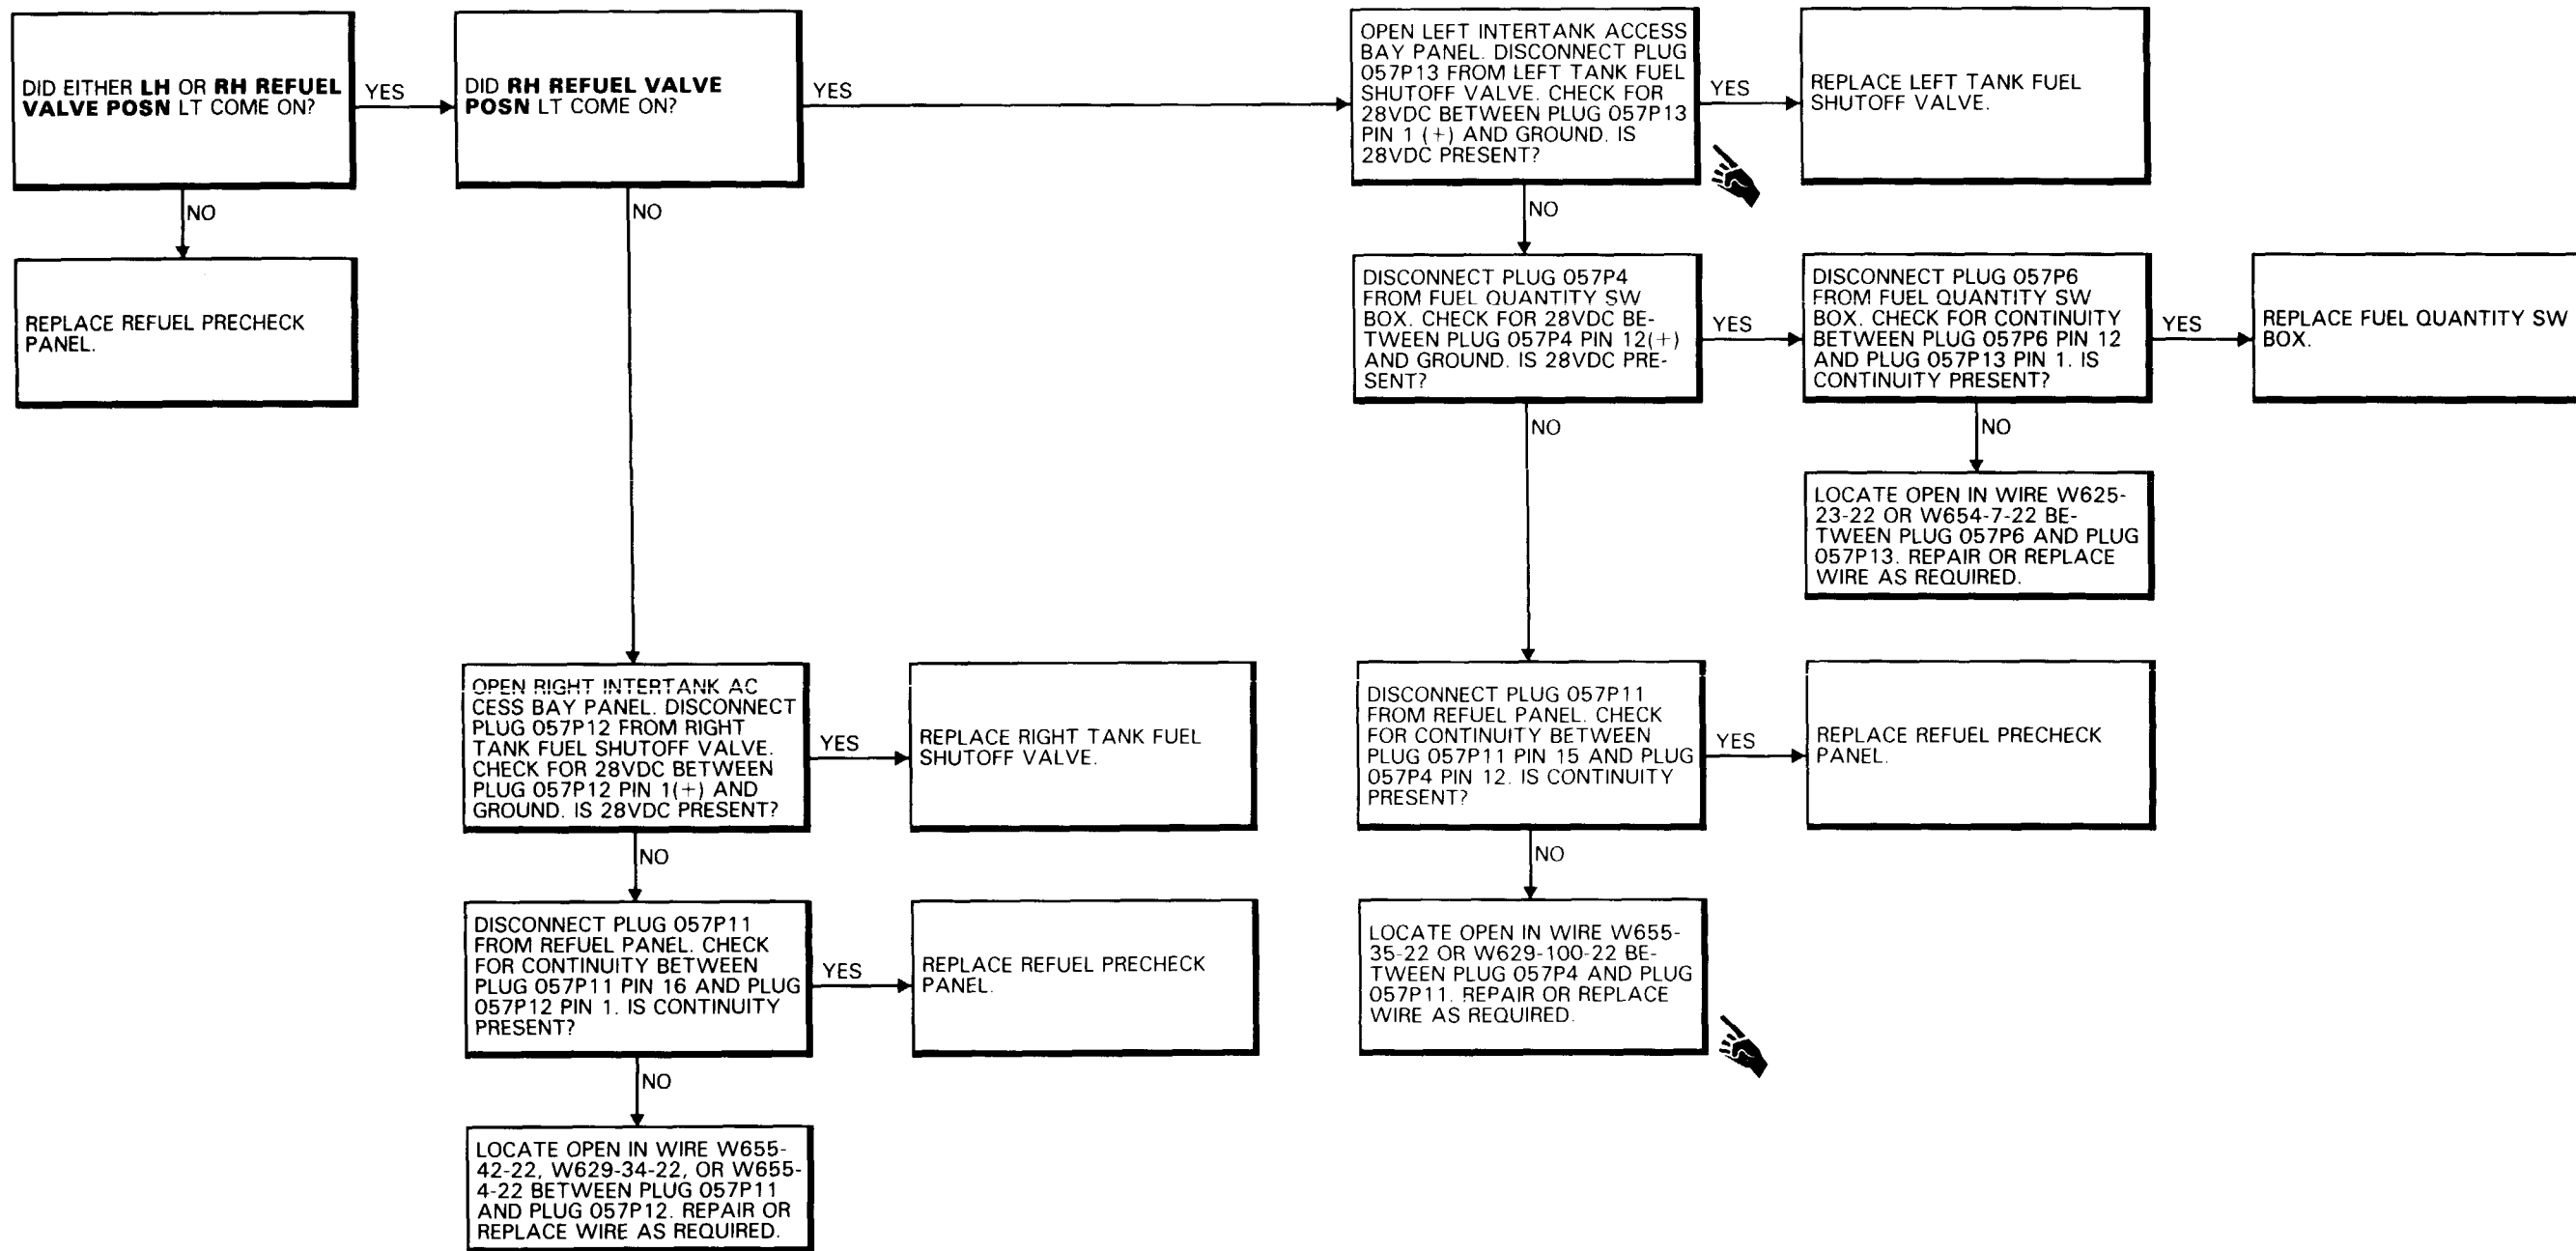 DID EITHER LH OR RH REFUEL
VALVE POSN LT COME ON?
YES
DID RH REFUEL VALVE
POSN LT COME ON?
YES
OPEN LEFT INTERTANK ACCESS
BAY PANEL. DISCONNECT PLUG
057P13 FROM LEFT TANK FUEL
SHUTOFF VALVE. CHECK FOR
28VDC BETWEEN PLUG 057P13
PIN 1 (+) AND GROUND. IS
28VDC PRESENT?
YES
REPLACE LEFT TANK FUEL
SHUTOFF VALVE.
NO
NO
NO
REPLACE REFUEL PRECHECK
PANEL.
DISCONNECT PLUG 057P4
FROM FUEL QUANTITY SW
BOX. CHECK FOR 28VDC BE-
TWEEN PLUG 057P4 PIN 12(+)
AND GROUND. IS 28VDC PRE-
SENT?
YES
DISCONNECT PLUG 057P6
FROM FUEL QUANTITY SW
BOX. CHECK FOR CONTINUITY
BETWEEN PLUG 057P6 PIN 12
AND PLUG 057P13 PIN 1. IS
CONTINUITY PRESENT?
YES
REPLACE FUEL QUANTITY SW
BOX.
NO
NO
LOCATE OPEN IN WIRE W625-
23-22 OR W654-7-22 BE-
TWEEN PLUG 057P6 AND PLUG
057P13. REPAIR OR REPLACE
WIRE AS REQUIRED.
OPEN RIGHT INTERTANK AC
CESS BAY PANEL. DISCONNECT
PLUG 057P12 FROM RIGHT
TANK FUEL SHUTOFF VALVE.
CHECK FOR 28VDC BETWEEN
PLUG 057P12 PIN 1(+) AND
GROUND. IS 28VDC PRESENT?
YES
REPLACE RIGHT TANK FUEL
SHUTOFF VALVE.
DISCONNECT PLUG 057P11
FROM REFUEL PANEL. CHECK
FOR CONTINUITY BETWEEN
PLUG 057P11 PIN 15 AND PLUG
057P4 PIN 12. IS CONTINUITY
PRESENT?
YES
REPLACE REFUEL PRECHECK
PANEL.
NO
NO
DISCONNECT PLUG 057P11
FROM REFUEL PANEL. CHECK
FOR CONTINUITY BETWEEN
PLUG 057P11 PIN 16 AND PLUG
057P12 PIN 1. IS CONTINUITY
PRESENT?
YES
REPLACE REFUEL PRECHECK
PANEL.
LOCATE OPEN IN WIRE W655-
35-22 OR W629-100-22 BE-
TWEEN PLUG 057P4 AND PLUG
057P11. REPAIR OR REPLACE
WIRE AS REQUIRED.
NO
LOCATE OPEN IN WIRE W655-
42-22, W629-34-22, OR W655-
4-22 BETWEEN PLUG 057P11
AND PLUG 057P12. REPAIR OR
REPLACE WIRE AS REQUIRED.